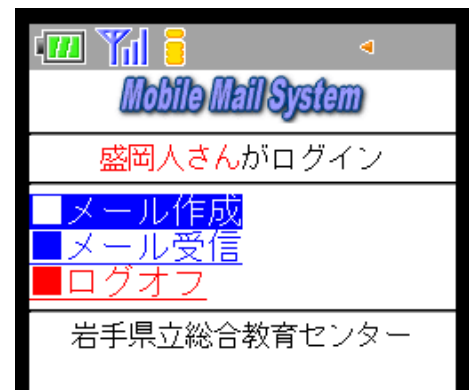 Mobile Mail System
盛岡人さんがログイン
■メール作成
■メール受信
■ログオフ
岩手県立総合教育センター